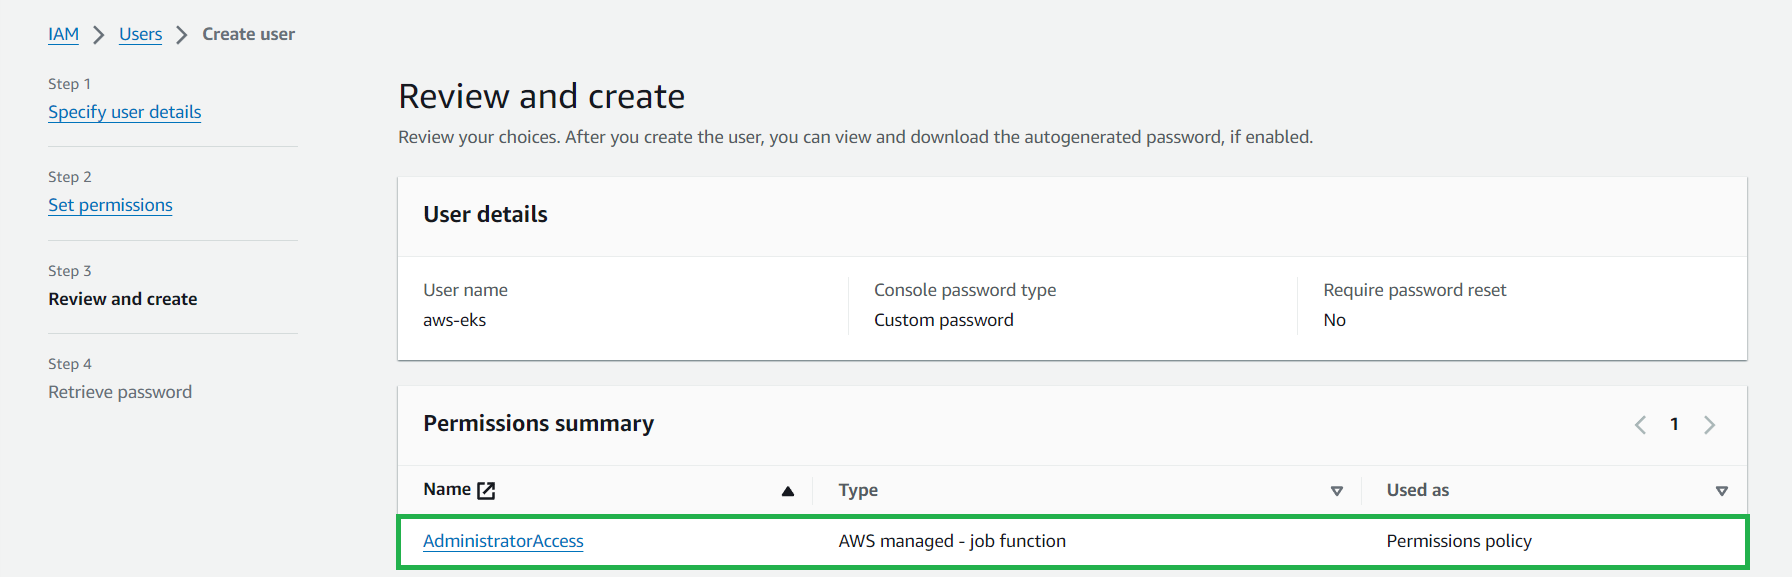 IAM > Users > Create user
Step 1
Specify user details
Step 2
Set permissions
Step 3
Review and create
Step 4
Retrieve password
Review and create
Review your choices. After you create the user, you can view and download the autogenerated password, if enabled.
User details
User name Console password type Require password reset
aws-eks Custom password No
Permissions summary 1
Name Type Used as
AdministratorAccess AWS managed - job function Permissions policy